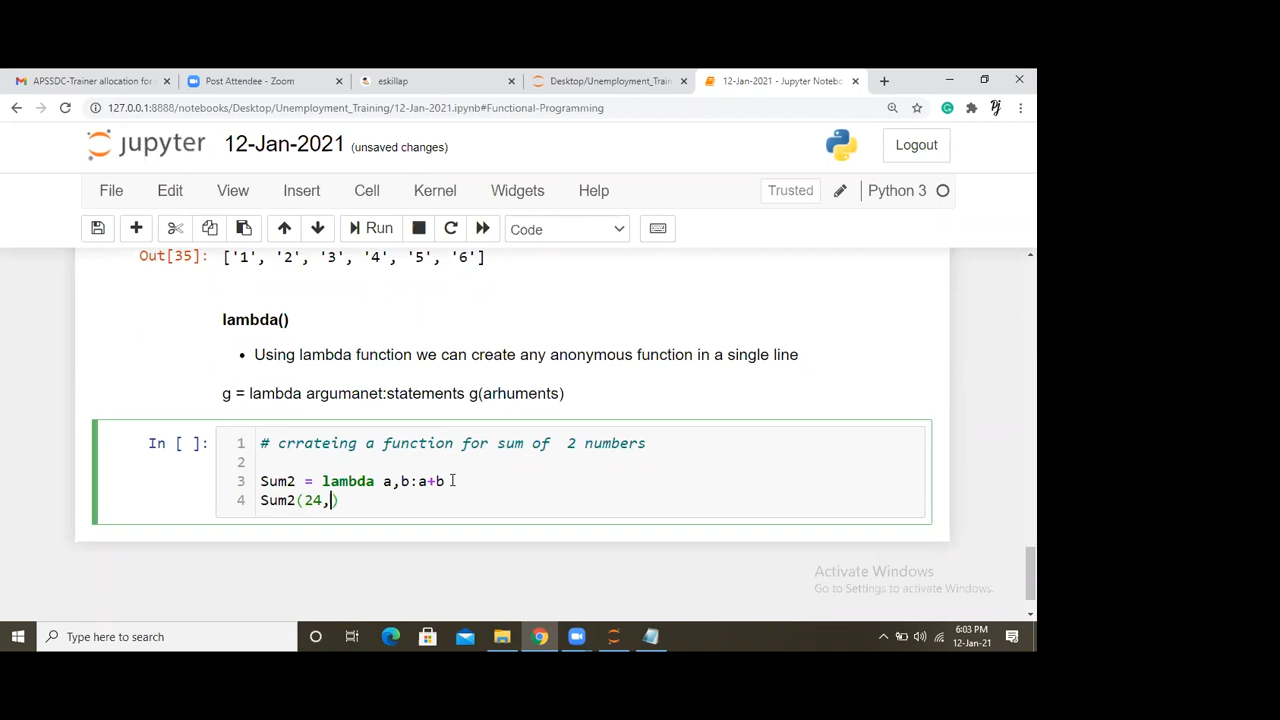 APSSDC-Trainer allocation for
Post Attendee - Zoom
eskillap
Desktop/Unemployment_Train
12-Jan-2021 - Jupyter Notebo
127.0.0.1:8888/notebooks/Desktop/Unemployment_Training/12-Jan-2021.ipynb#Functional-Programming
jupyter 12-Jan-2021 (unsaved changes)
Logout
File Edit View Insert Cell Kernel Widgets Help
Trusted
Python 3
Run
Code
Out[35]: ['1', '2', '3', '4', '5', '6']
lambda()
Using lambda function we can create any anonymous function in a single line
g = lambda argumanet:statements g(arhuments)
In [ ]: 1 # crrateing a function for sum of  2 numbers
2
3 Sum2 = lambda a,b:a+b
4 Sum2(24,)
Activate Windows
Go to Settings to activate Windows.
Type here to search
6:03 PM
12-Jan-21